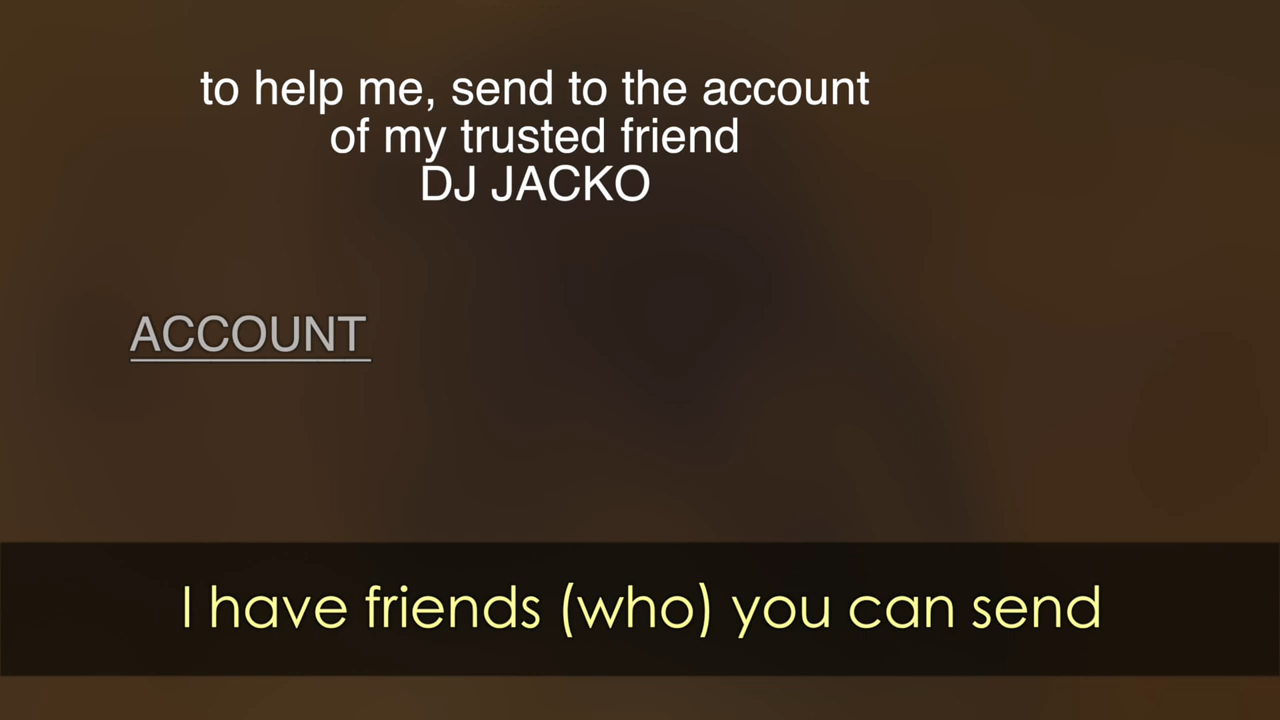 to help me, send to the account
of my trusted friend
DJ JACKO
ACCOUNT
I have friends (who) you can send